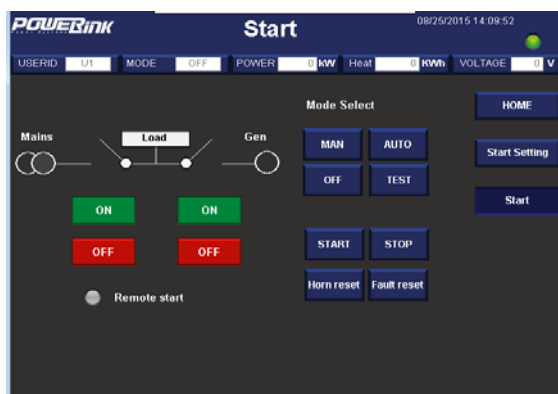 POWERLINK
Start
08/25/2015 14:09:52
USERID U1 MODE OFF POWER 0 KW Heat 0 KWh VOLTAGE 0 V
Mode Select
HOME
Mains Load Gen
MAN AUTO
Start Setting
OFF TEST
Start
ON ON
OFF OFF
START STOP
Horn reset Fault reset
Remote start